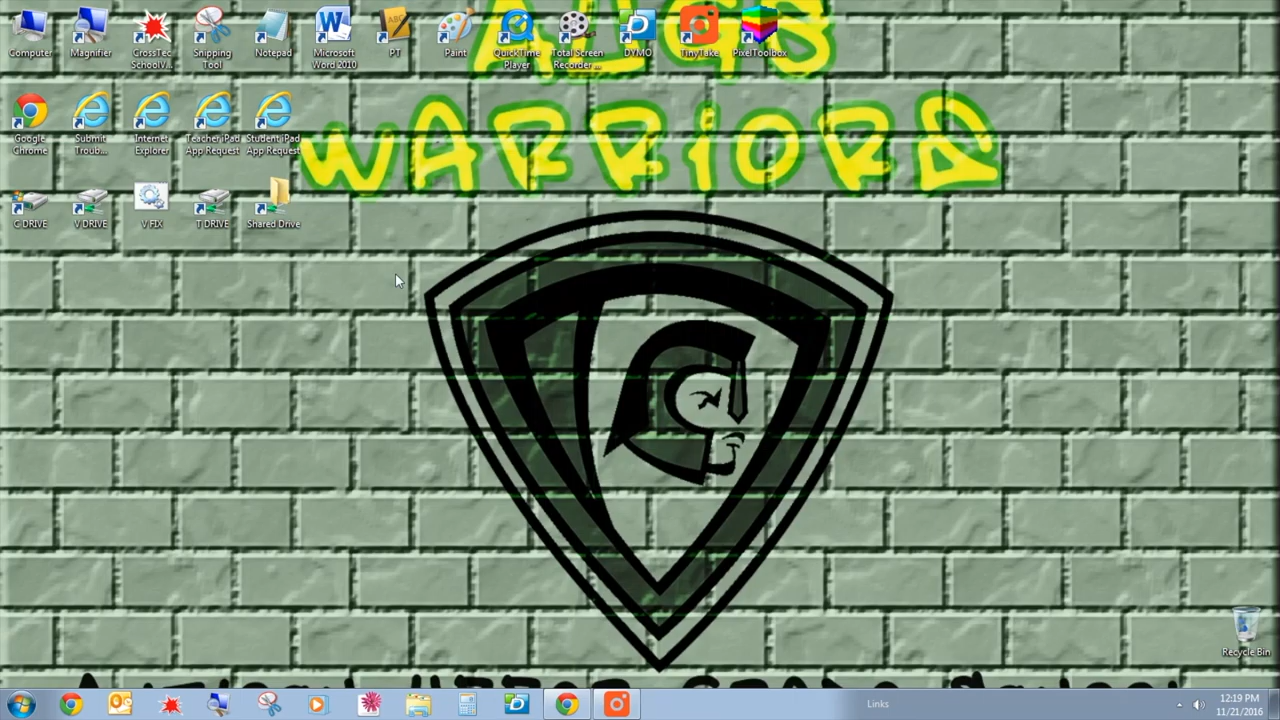 AUGS
WARRIORS
Computer
Magnifier
CrossTec SchoolV...
Snipping Tool
Notepad
Microsoft Word 2010
PT
Paint
QuickTime Player
Total Screen Recorder ...
DYMO
TinyTake
PixelToolbox
Google Chrome
Submit Troub...
Internet Explorer
Teacher iPad App Request
Student iPad App Request
C DRIVE
V DRIVE
V FIX
T DRIVE
Shared Drive
Recycle Bin
Links
12:19 PM
11/21/2016